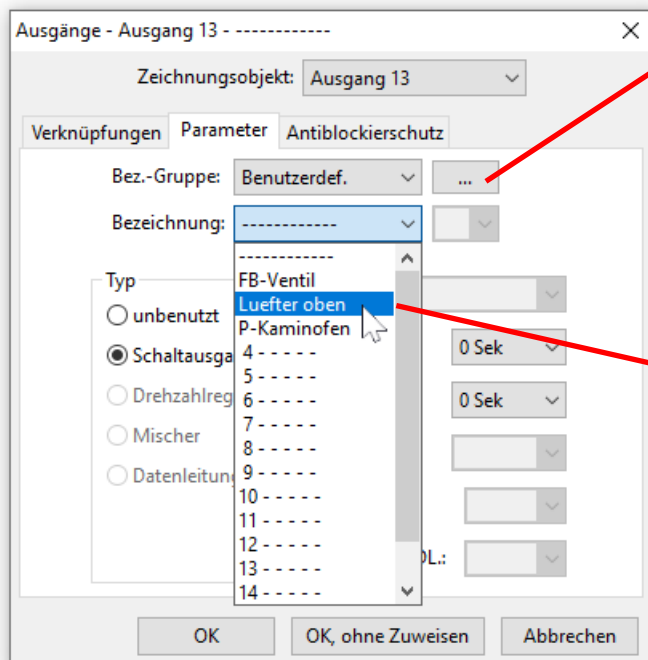 Ausgänge - Ausgang 13 - ------------
Zeichnungsobjekt: Ausgang 13
Verknüpfungen Parameter Antiblockierschutz
Bez.-Gruppe: Benutzerdef. ...
Bezeichnung: ------------
------------
Typ
FB-Ventil
unbenutzt
Luefter oben
P-Kaminofen
Schaltausga
4 - - - - -
0 Sek
5 - - - - -
Drehzahlreg
6 - - - - -
0 Sek
7 - - - - -
Mischer
8 - - - - -
9 - - - - -
Datenleitung
10 - - - - -
11 - - - - -
12 - - - - -
13 - - - - -
DL.:
14 - - - - -
OK OK, ohne Zuweisen Abbrechen